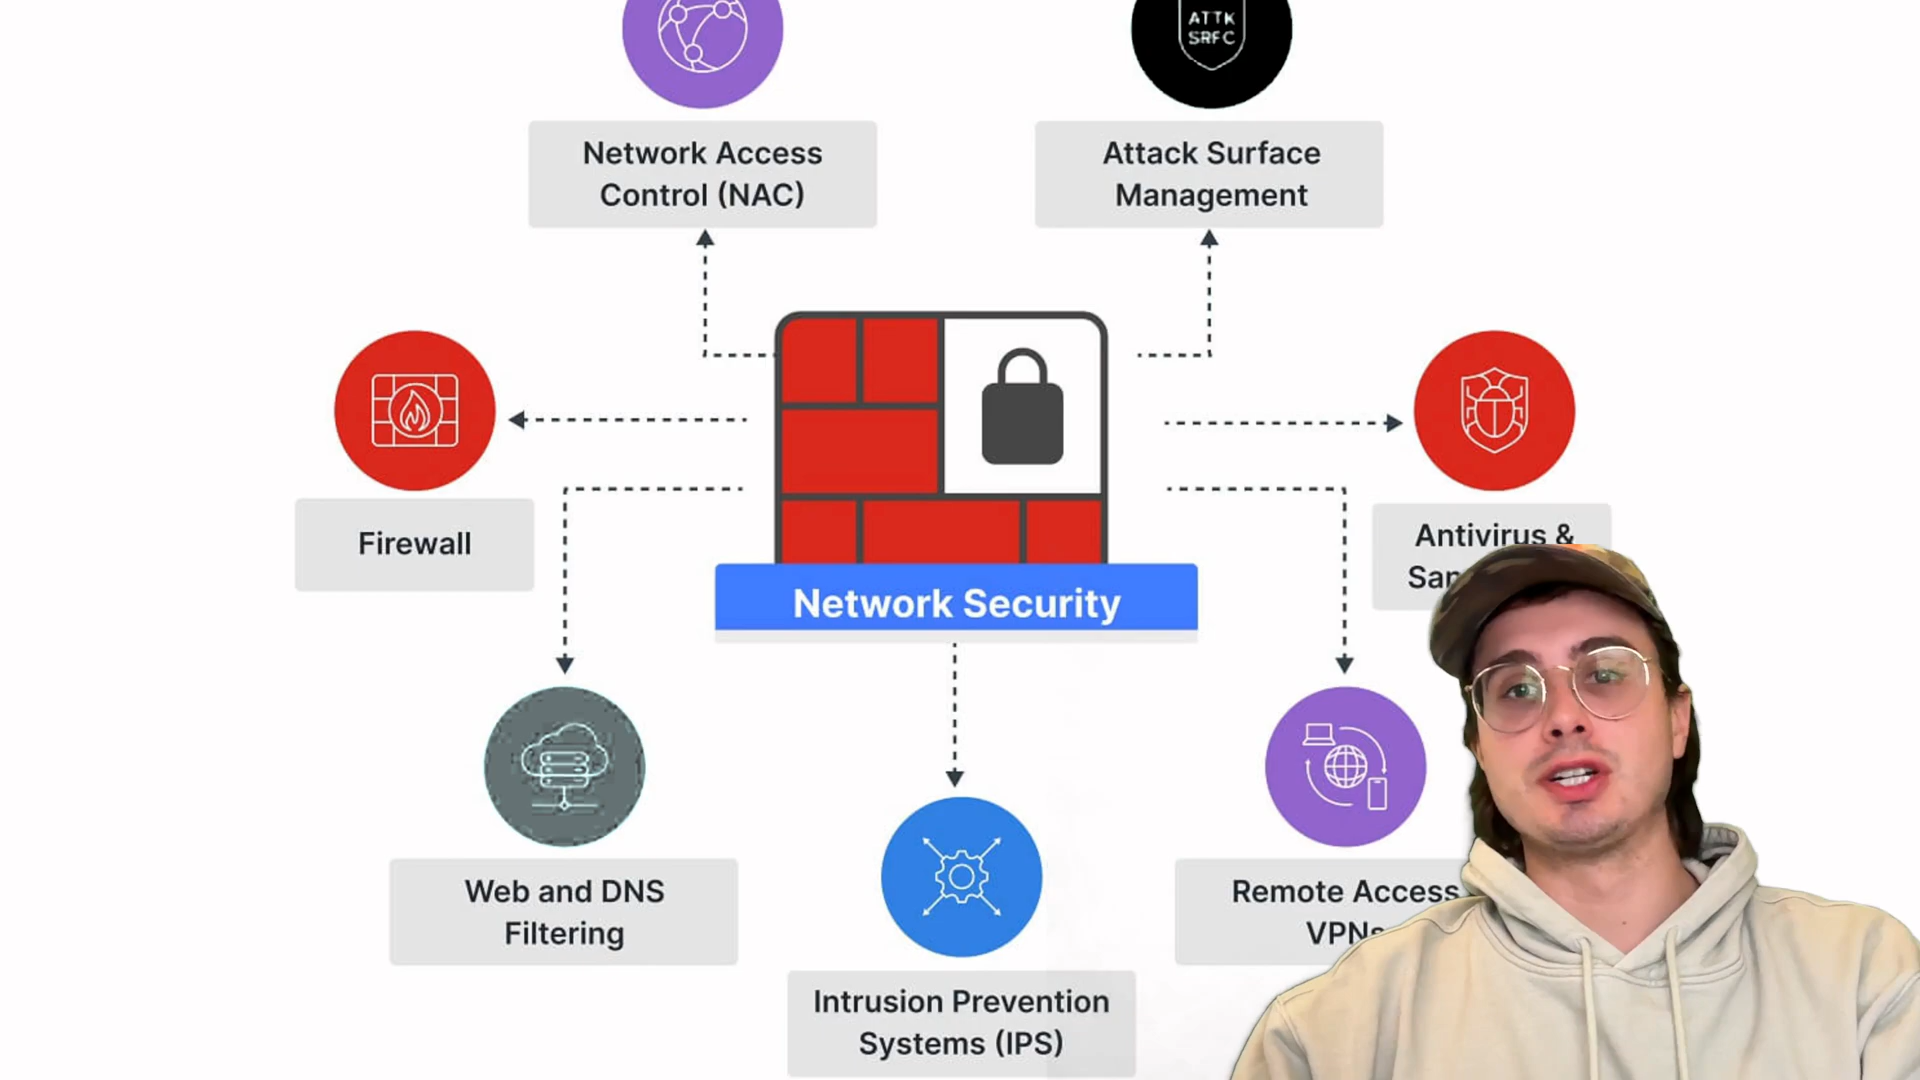 ATTK
SRFC
Network Access
Control (NAC)
Attack Surface
Management
Firewall
Antivirus &
Network Security
Web and DNS
Filtering
Remote Access
VPNs
Intrusion Prevention
Systems (IPS)